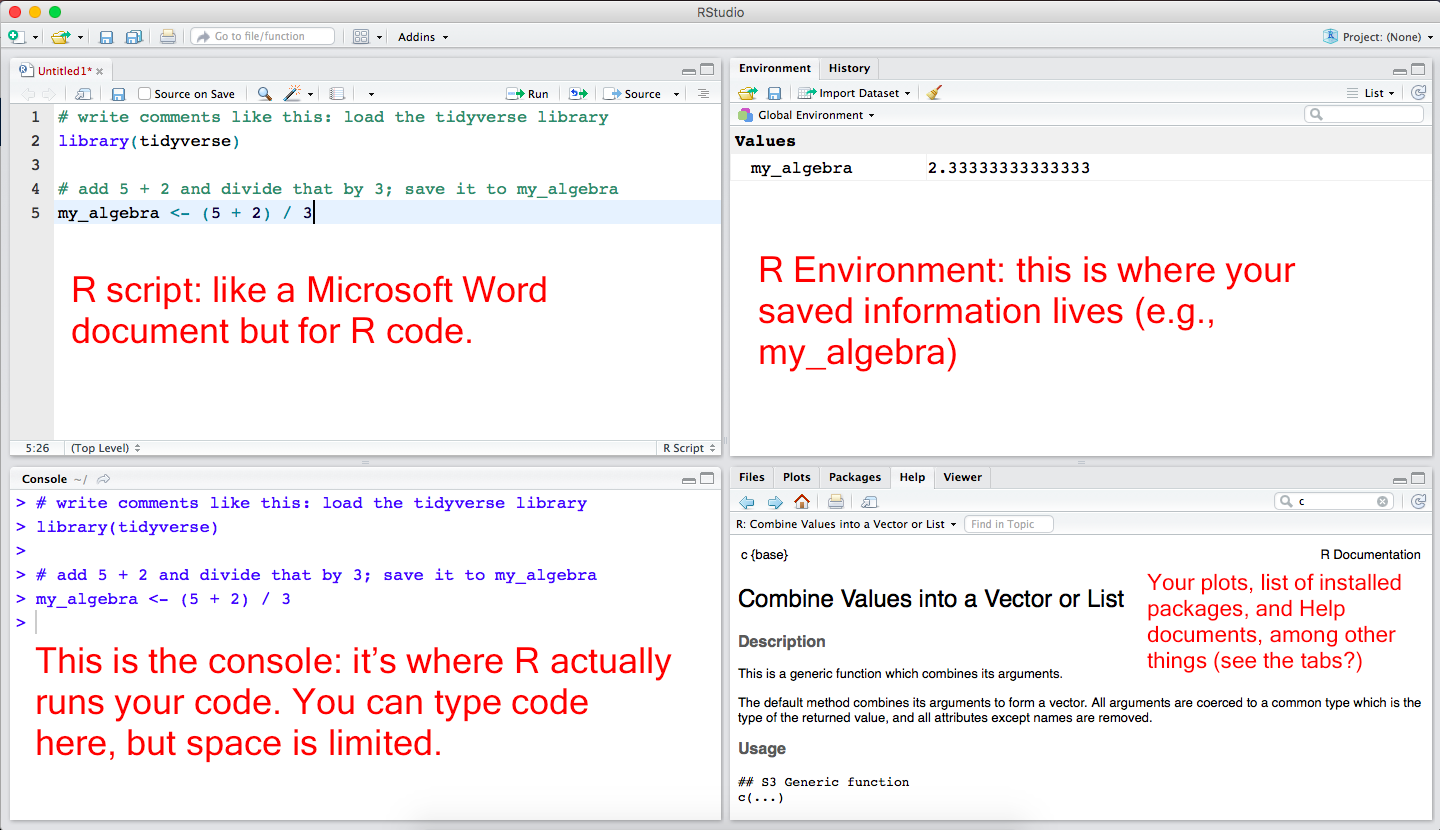 RStudio
Go to file/function
Addins
Project: (None)
Untitled1*
Source on Save
Run
Source
1 # write comments like this: load the tidyverse library
2 library(tidyverse)
3
4 # add 5 + 2 and divide that by 3; save it to my_algebra
5 my_algebra <- (5 + 2) / 3
R script: like a Microsoft Word
document but for R code.
5:26 (Top Level) R Script
Environment History
Import Dataset
List
Global Environment
Values
my_algebra 2.33333333333333
R Environment: this is where your
saved information lives (e.g.,
my_algebra)
Console ~/
> # write comments like this: load the tidyverse library
> library(tidyverse)
>
> # add 5 + 2 and divide that by 3; save it to my_algebra
> my_algebra <- (5 + 2) / 3
>
This is the console: it’s where R actually
runs your code. You can type code
here, but space is limited.
Files Plots Packages Help Viewer
c
R: Combine Values into a Vector or List Find in Topic
c {base} R Documentation
Your plots, list of installed
packages, and Help
documents, among other
things (see the tabs?)
Combine Values into a Vector or List
Description
This is a generic function which combines its arguments.
The default method combines its arguments to form a vector. All arguments are coerced to a common type which is the
type of the returned value, and all attributes except names are removed.
Usage
## S3 Generic function
c(...)